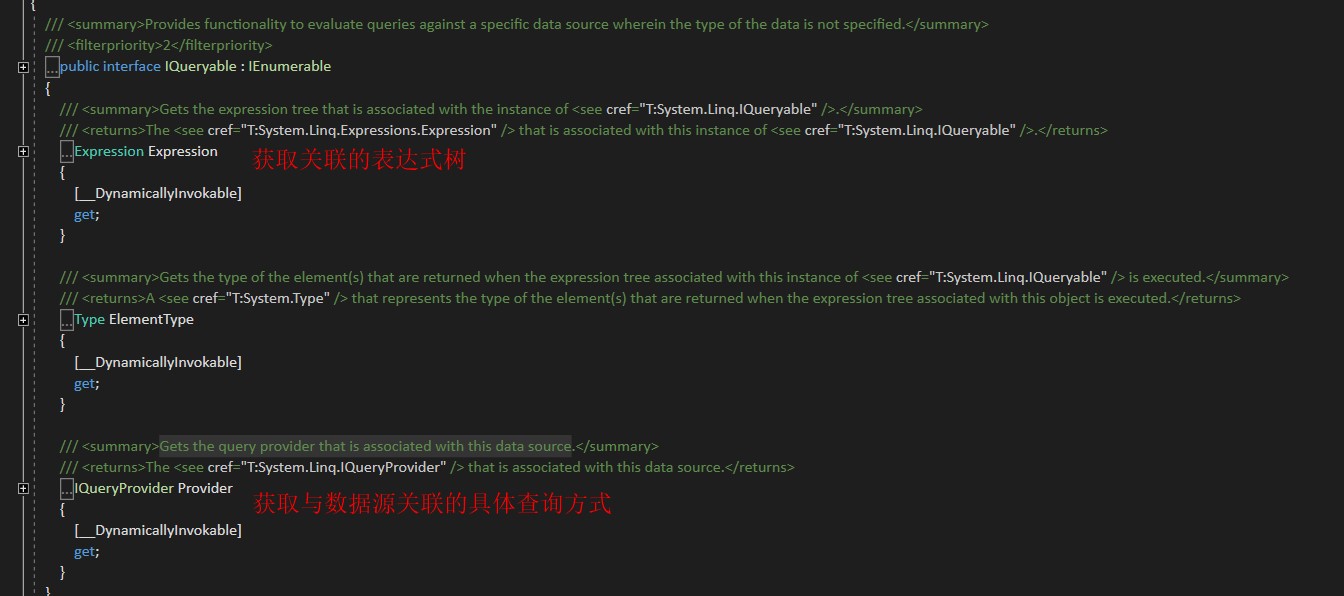 {
/// <summary>Provides functionality to evaluate queries against a specific data source wherein the type of the data is not specified.</summary>
/// <filterpriority>2</filterpriority>
...public interface IQueryable : IEnumerable
{
/// <summary>Gets the expression tree that is associated with the instance of <see cref="T:System.Linq.IQueryable" />.</summary>
/// <returns>The <see cref="T:System.Linq.Expressions.Expression" /> that is associated with this instance of <see cref="T:System.Linq.IQueryable" />.</returns>
...Expression Expression 获取关联的表达式树
{
[__DynamicallyInvokable]
get;
}
/// <summary>Gets the type of the element(s) that are returned when the expression tree associated with this instance of <see cref="T:System.Linq.IQueryable" /> is executed.</summary>
/// <returns>A <see cref="T:System.Type" /> that represents the type of the element(s) that are returned when the expression tree associated with this object is executed.</returns>
...Type ElementType
{
[__DynamicallyInvokable]
get;
}
/// <summary>Gets the query provider that is associated with this data source.</summary>
/// <returns>The <see cref="T:System.Linq.IQueryProvider" /> that is associated with this data source.</returns>
...IQueryProvider Provider 获取与数据源关联的具体查询方式
{
[__DynamicallyInvokable]
get;
}
}